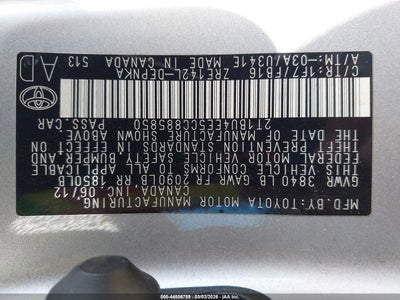 MFD. BY: TOYOTA MOTOR MANUFACTURING
CANADA, INC. 06/12
GVWR 3840 LB GAWR FR 2090LB RR 1850LB
THIS VEHICLE CONFORMS TO ALL APPLICABLE
FEDERAL MOTOR VEHICLE SAFETY, BUMPER, AND
THEFT PREVENTION STANDARDS IN EFFECT ON
THE DATE OF MANUFACTURE SHOWN ABOVE.
2T1BU4EE5CC885850 PASS. CAR
C/TR:1F7/FB16
A/TM:-03A/U341E MADE IN CANADA 513
ZRE142L-DEPNKA
AD
TOYOTA
000-44906789 - 03/03/2026 - IAA Inc.